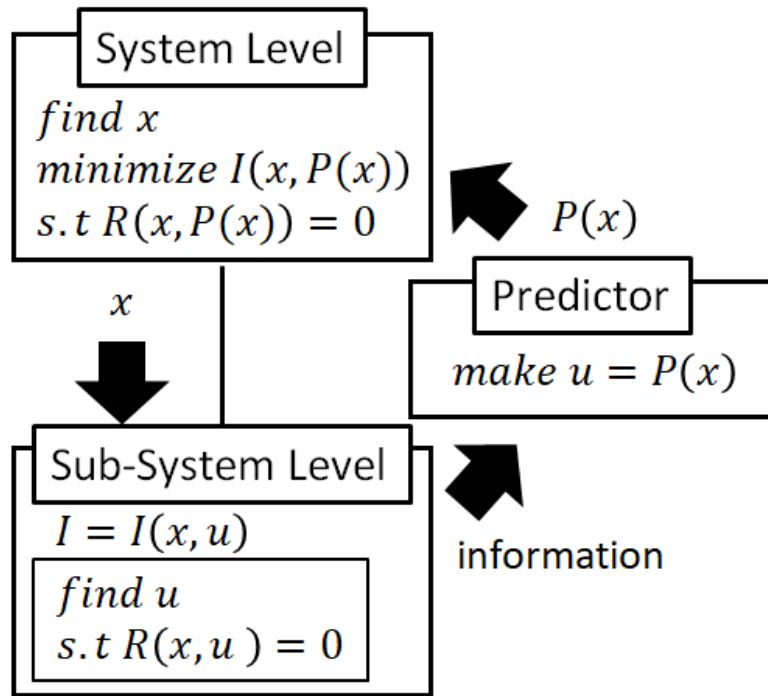 System Level
find x
minimize I(x, P(x))
s.t R(x, P(x)) = 0
P(x)
x
Predictor
make u = P(x)
Sub-System Level
I = I(x, u)
find u
s.t R(x, u ) = 0
information